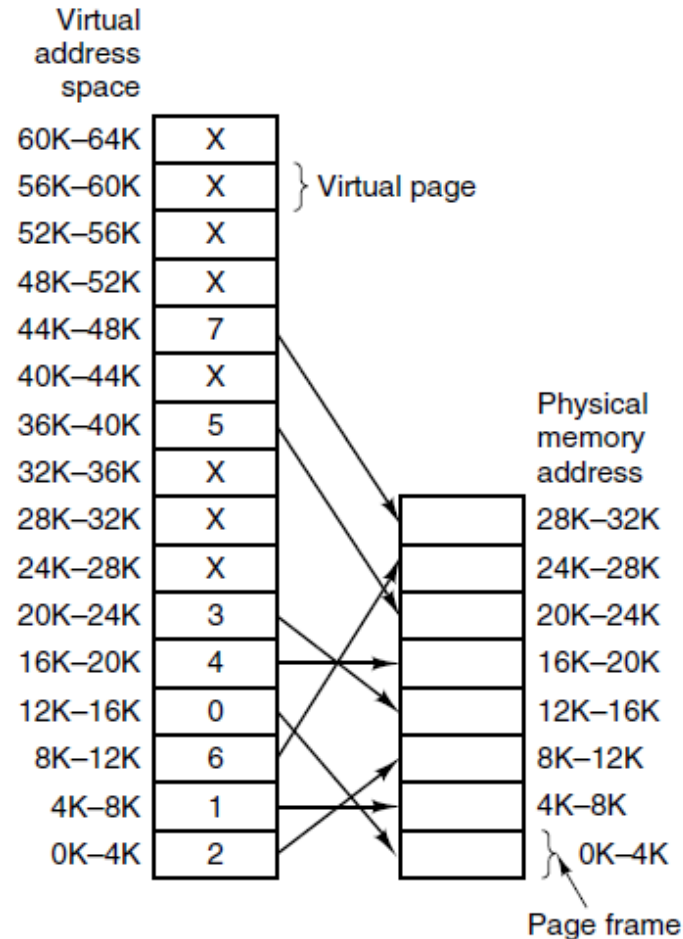 Virtual
address
space
60K–64K X
56K–60K X Virtual page
52K–56K X
48K–52K X
44K–48K 7
40K–44K X
36K–40K 5
32K–36K X
28K–32K X
24K–28K X
20K–24K 3
16K–20K 4
12K–16K 0
8K–12K 6
4K–8K 1
0K–4K 2
Physical
memory
address
28K–32K
24K–28K
20K–24K
16K–20K
12K–16K
8K–12K
4K–8K
0K–4K
Page frame